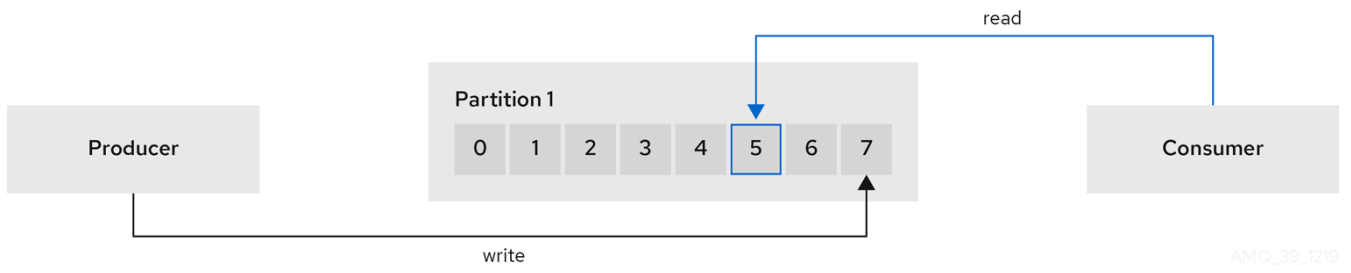 read
Partition 1
Producer
0 1 2 3 4 5 6 7
Consumer
write
AMQ_39_1219